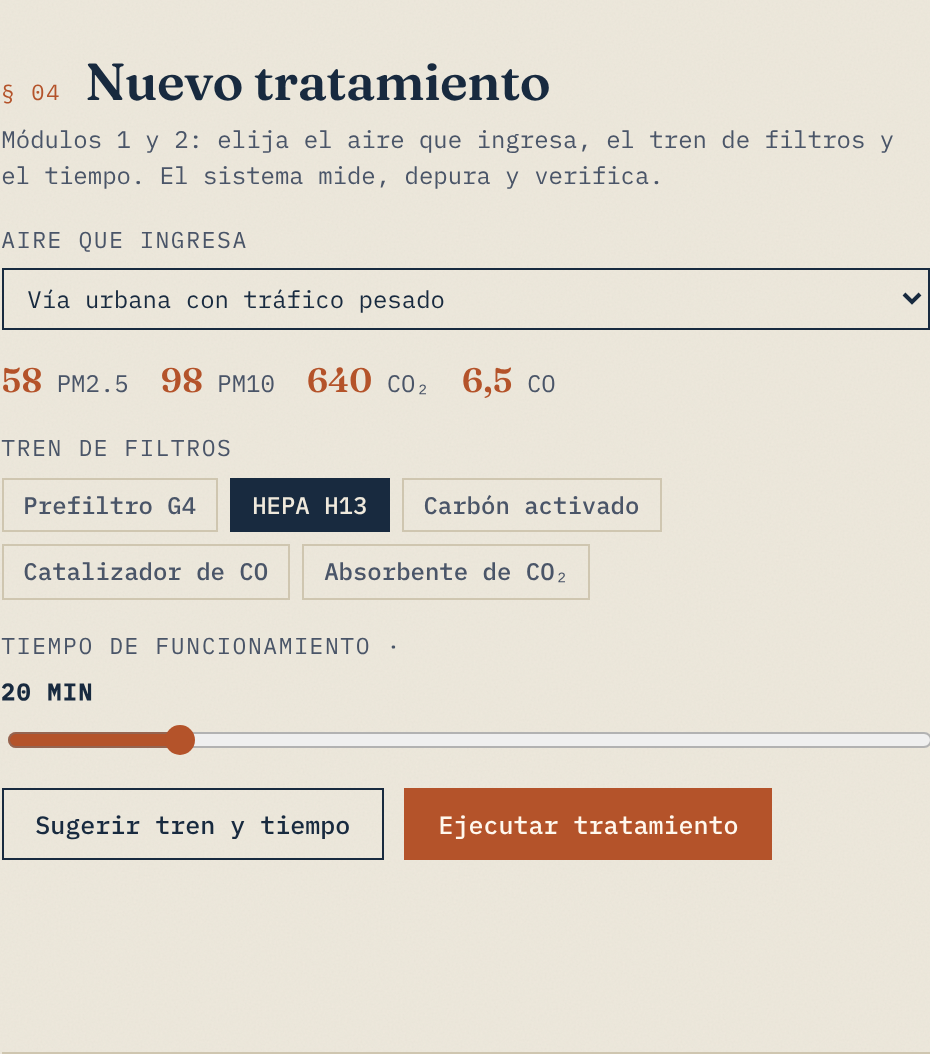 § 04 Nuevo tratamiento
Módulos 1 y 2: elija el aire que ingresa, el tren de filtros y
el tiempo. El sistema mide, depura y verifica.
AIRE QUE INGRESA
Vía urbana con tráfico pesado
58 PM2.5 98 PM10 640 CO₂ 6,5 CO
TREN DE FILTROS
Prefiltro G4 HEPA H13 Carbón activado
Catalizador de CO Absorbente de CO₂
TIEMPO DE FUNCIONAMIENTO ·
20 MIN
Sugerir tren y tiempo Ejecutar tratamiento